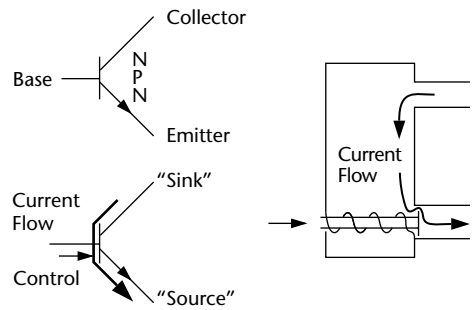 Collector
Base
N
P
N
Emitter
"Sink"
Current
Flow
Control
"Source"
Current
Flow